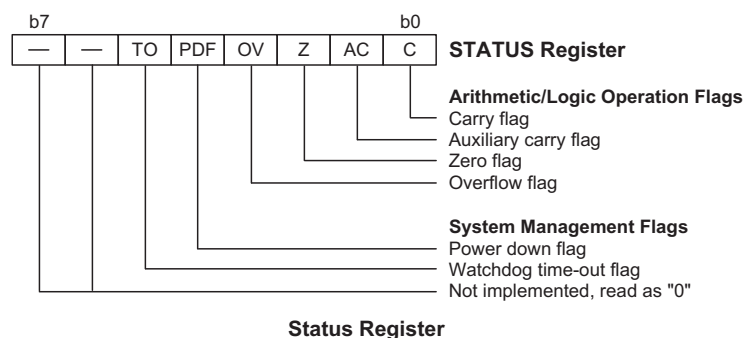 b7 b0
— — TO PDF OV Z AC C STATUS Register
Arithmetic/Logic Operation Flags
Carry flag
Auxiliary carry flag
Zero flag
Overflow flag
System Management Flags
Power down flag
Watchdog time-out flag
Not implemented, read as "0"
Status Register